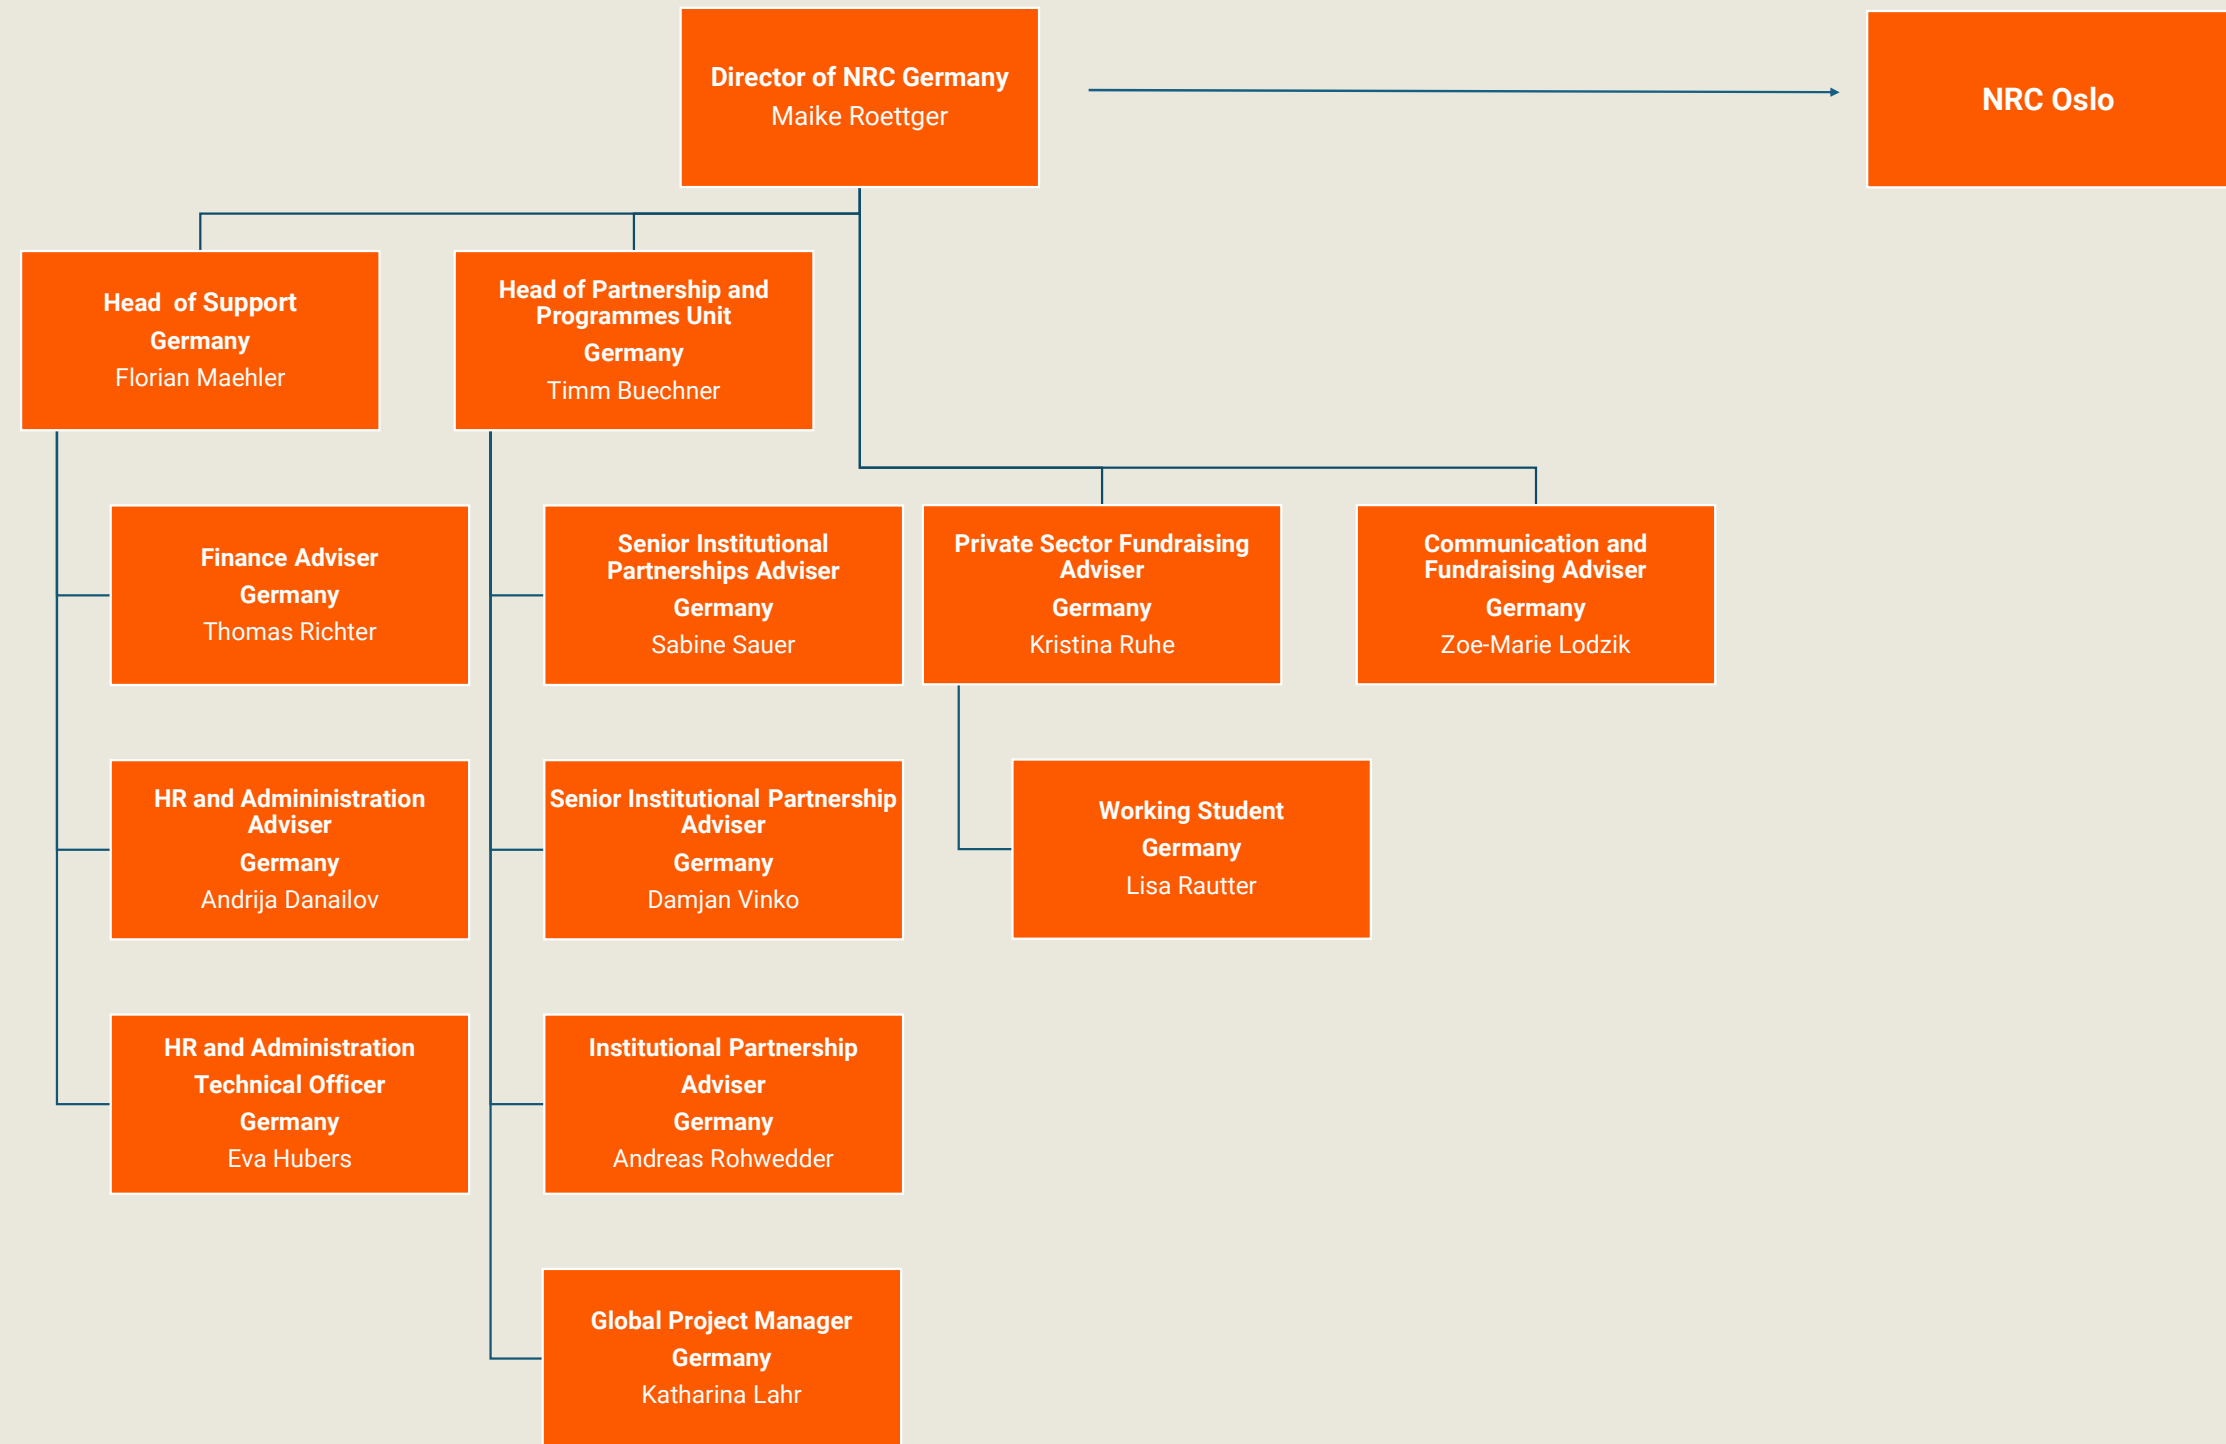 Director of NRC Germany
Maike Roettger
NRC Oslo
Head of Support
Germany
Florian Maehler
Head of Partnership and
Programmes Unit
Germany
Timm Buechner
Finance Adviser
Germany
Thomas Richter
Senior Institutional
Partnerships Adviser
Germany
Sabine Sauer
Private Sector Fundraising
Adviser
Germany
Kristina Ruhe
Communication and
Fundraising Adviser
Germany
Zoe-Marie Lodzik
HR and Admininistration
Adviser
Germany
Andrija Danailov
Senior Institutional Partnership
Adviser
Germany
Damjan Vinko
Working Student
Germany
Lisa Rautter
HR and Administration
Technical Officer
Germany
Eva Hubers
Institutional Partnership
Adviser
Germany
Andreas Rohwedder
Global Project Manager
Germany
Katharina Lahr